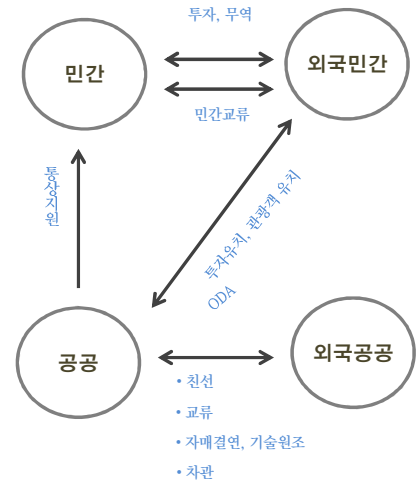 투자, 무역
민간
외국민간
민간교류
통상지원
투자유치, 관광객 유치
ODA
공공
외국공공
• 친선
• 교류
• 자매결연, 기술원조
• 차관